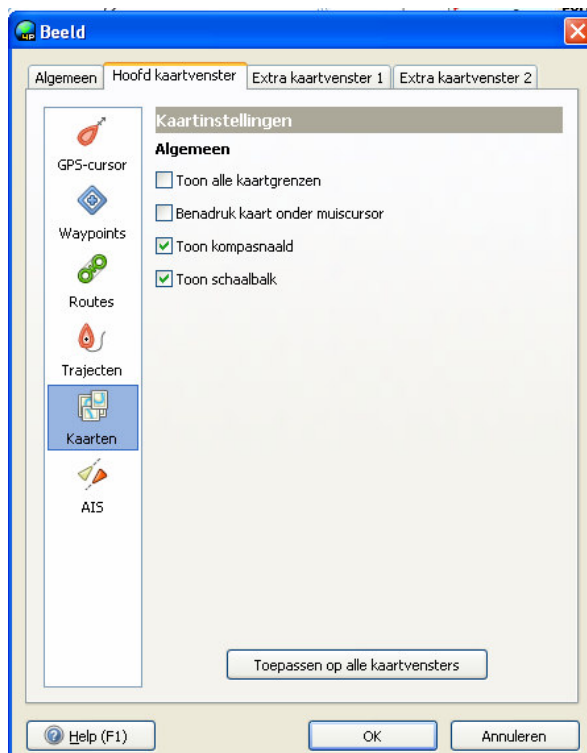 Beeld
Algemeen
Hoofd kaartvenster
Extra kaartvenster 1
Extra kaartvenster 2
GPS-cursor
Waypoints
Routes
Trajecten
Kaarten
AIS
Kaartinstellingen
Algemeen
Toon alle kaartgrenzen
Benadruk kaart onder muiscursor
Toon kompasnaald
Toon schaalbalk
Toepassen op alle kaartvensters
Help (F1)
OK
Annuleren